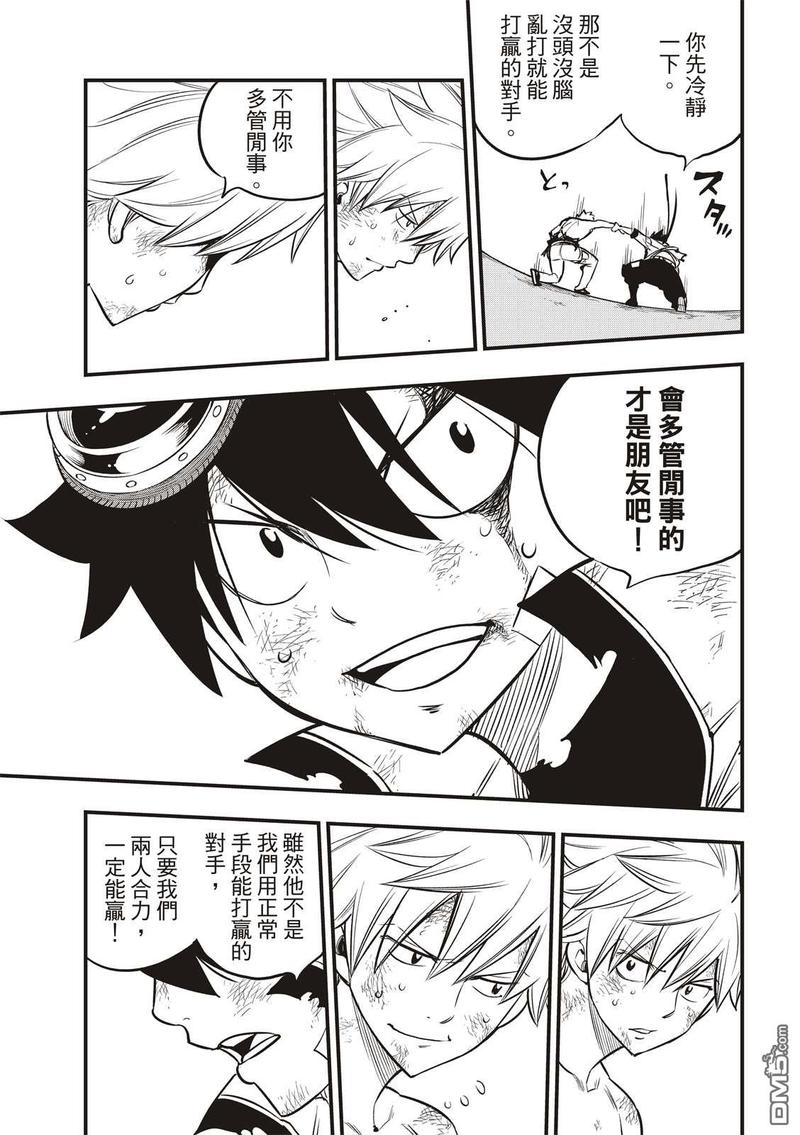 你先冷靜
一下。
那不是
沒頭沒腦
亂打就能
打贏的對手。
スタッ
とっ
不用你
多管閒事。
會多管閒事的
才是朋友吧！
雖然他不是
我們用正常
手段能打贏的
對手，
只要我們
兩人合力，
一定能贏！
DM5.com